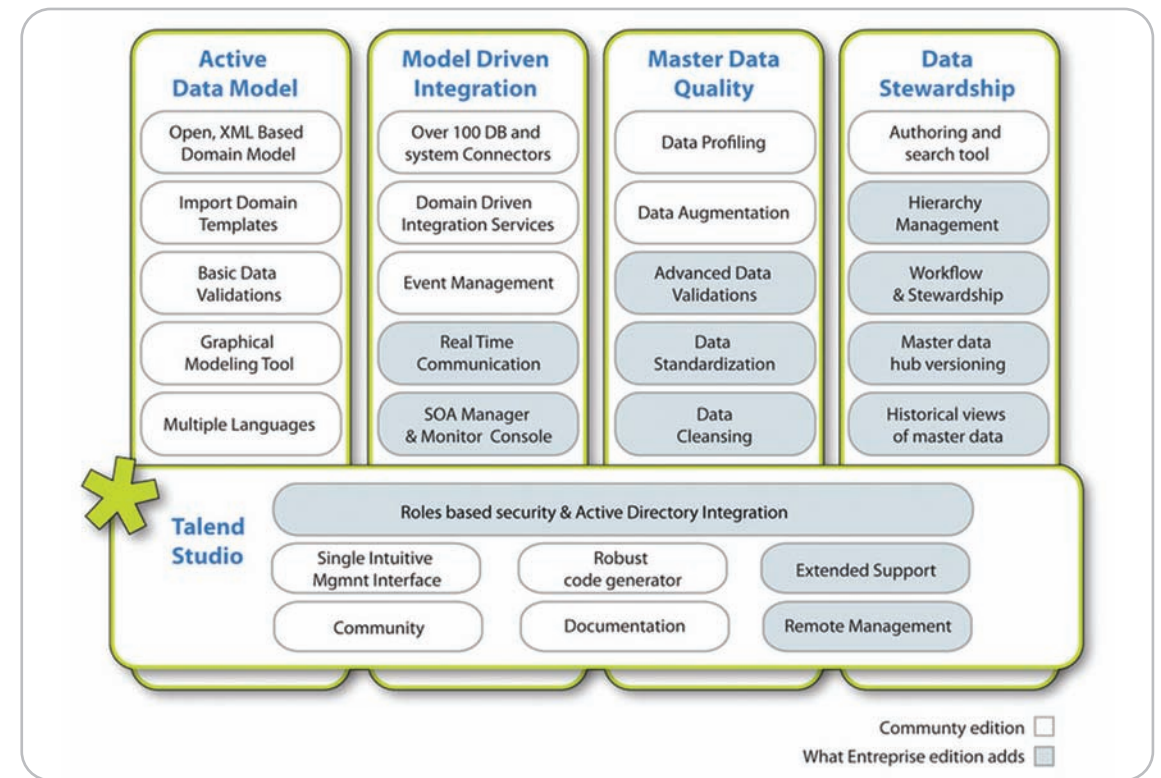 Active
Data Model
Open, XML Based
Domain Model
Import Domain
Templates
Basic Data
Validations
Graphical
Modeling Tool
Multiple Languages
Model Driven
Integration
Over 100 DB and
system Connectors
Domain Driven
Integration Services
Event Management
Real Time
Communication
SOA Manager
& Monitor Console
Master Data
Quality
Data Profiling
Data Augmentation
Advanced Data
Validations
Data
Standardization
Data
Cleansing
Data
Stewardship
Authoring and
search tool
Hierarchy
Management
Workflow
& Stewardship
Master data
hub versioning
Historical views
of master data
Talend
Studio
Roles based security & Active Directory Integration
Single Intuitive
Mgmnt Interface
Robust
code generator
Extended Support
Community
Documentation
Remote Management
Communty edition
What Entreprise edition adds